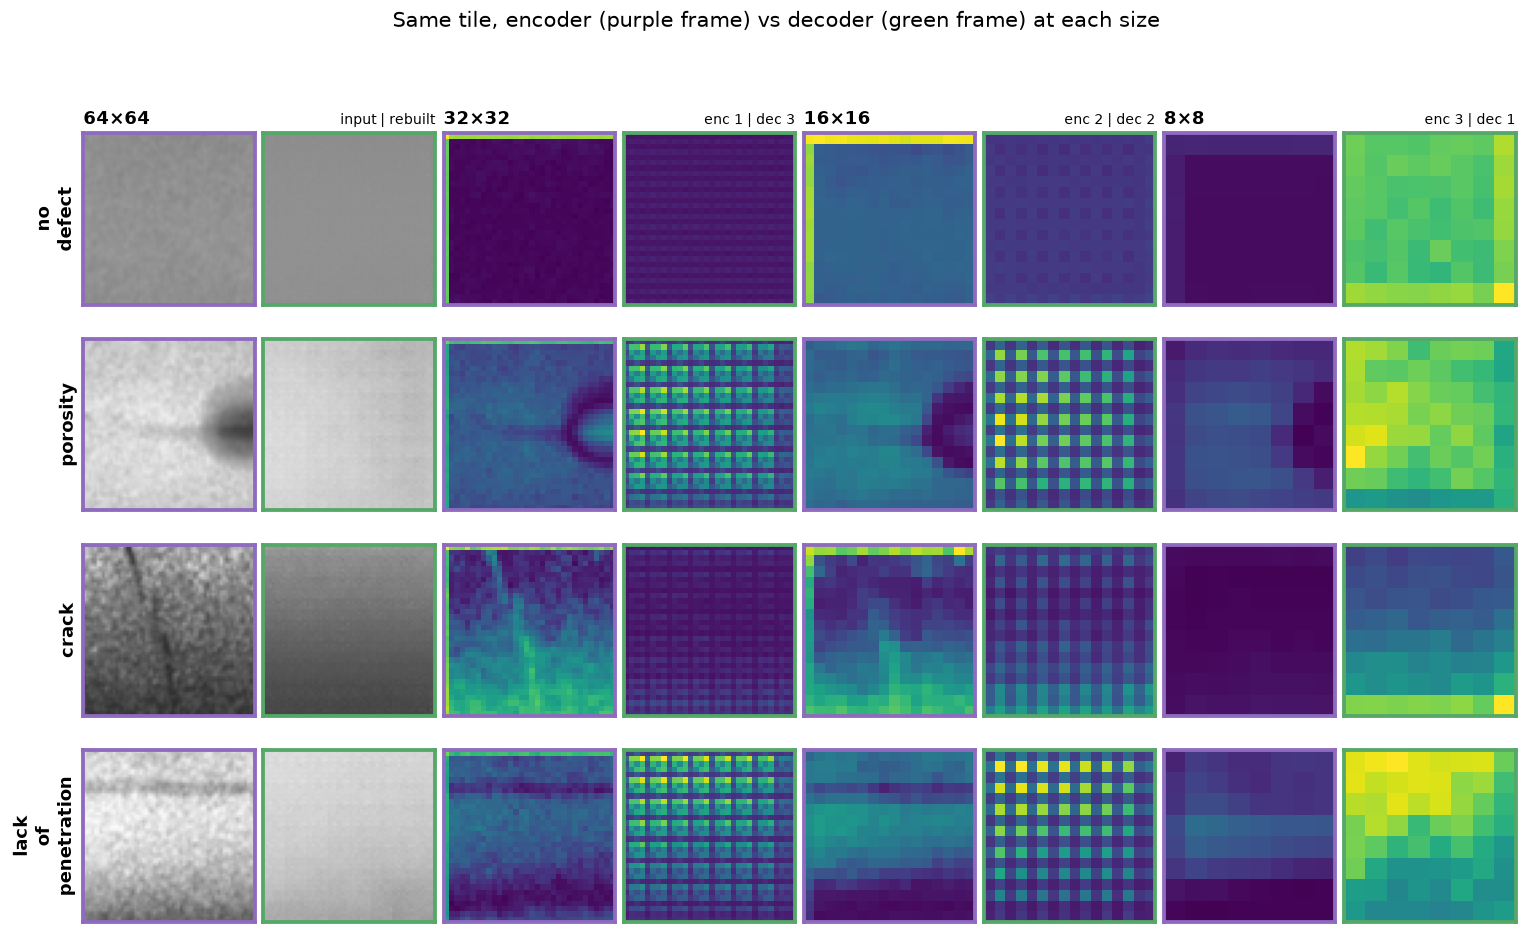 Same tile, encoder (purple frame) vs decoder (green frame) at each size
64×64
input | rebuilt
32×32
enc 1 | dec 3
16×16
enc 2 | dec 2
8×8
enc 3 | dec 1
no
defect
porosity
crack
lack
of
penetration